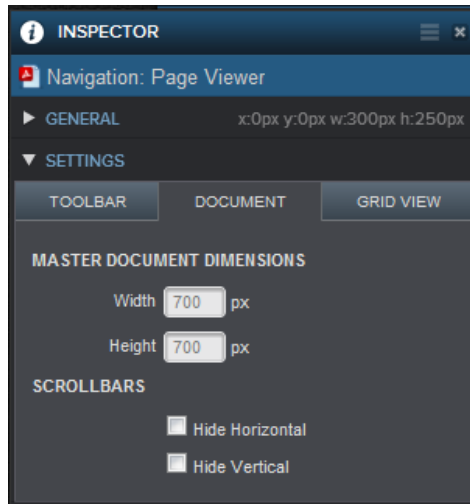 INSPECTOR
Navigation: Page Viewer
GENERAL x:0px y:0px w:300px h:250px
SETTINGS
TOOLBAR DOCUMENT GRID VIEW
MASTER DOCUMENT DIMENSIONS
Width 700 px
Height 700 px
SCROLLBARS
Hide Horizontal
Hide Vertical